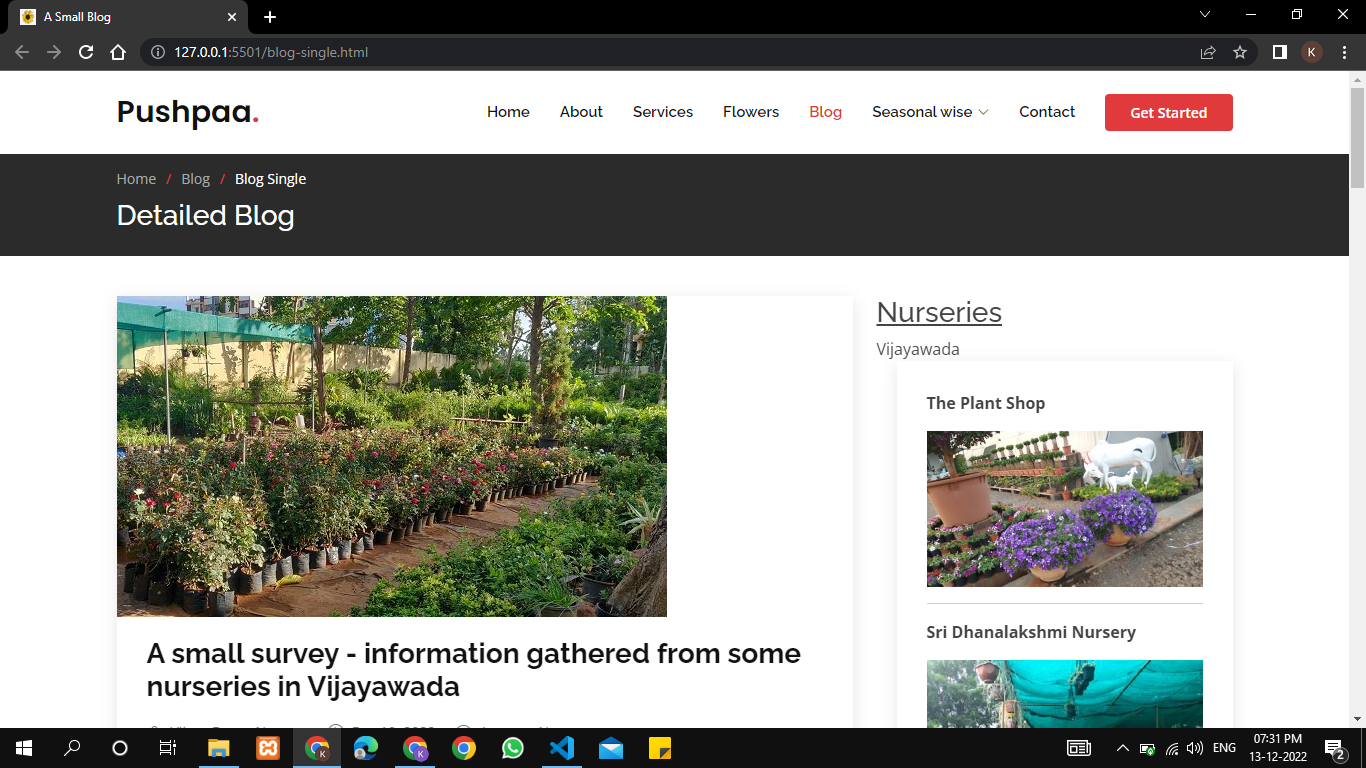 A Small Blog
127.0.0.1:5501/blog-single.html
K
Pushpaa.
Home About Services Flowers Blog Seasonal wise Contact Get Started
Home / Blog / Blog Single
Detailed Blog
Nurseries
Vijayawada
The Plant Shop
Sri Dhanalakshmi Nursery
A small survey - information gathered from some
nurseries in Vijayawada
K
K
ENG
07:31 PM
13-12-2022
2